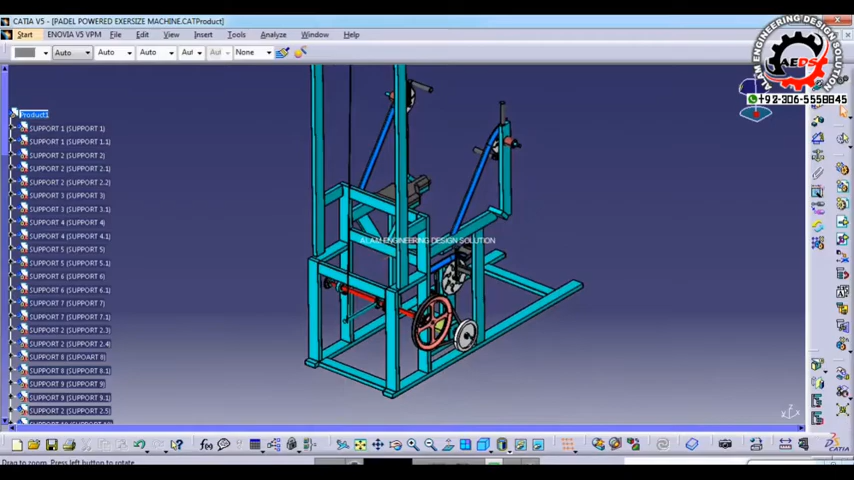 CATIA V5 - [PADEL POWERED EXERSIZE MACHINE.CATProduct]
Start ENOVIA V5 VPM File Edit View Insert Tools Analyze Window Help
Auto Auto Auto Aut Aut None
ALAM ENGINEERING DESIGN SOLUTION
AEDS
+92-306-5558845
Product1
SUPPORT 1 (SUPPORT 1)
SUPPORT 1 (SUPPORT 1.1)
SUPPORT 2 (SUPPORT 2)
SUPPORT 2 (SUPPORT 2.1)
SUPPORT 2 (SUPPORT 2.2)
SUPPORT 3 (SUPPORT 3)
SUPPORT 3 (SUPPORT 3.1)
SUPPORT 4 (SUPPORT 4)
SUPPORT 4 (SUPPORT 4.1)
SUPPORT 5 (SUPPORT 5)
SUPPORT 5 (SUPPORT 5.1)
SUPPORT 6 (SUPPORT 6)
SUPPORT 6 (SUPPORT 6.1)
SUPPORT 7 (SUPPORT 7)
SUPPORT 7 (SUPPORT 7.1)
SUPPORT 2 (SUPPORT 2.3)
SUPPORT 2 (SUPPORT 2.4)
SUPPORT 8 (SUPOART 8)
SUPPORT 8 (SUPPORT 8.1)
SUPPORT 9 (SUPPORT 9)
SUPPORT 9 (SUPPORT 9.1)
SUPPORT 2 (SUPPORT 2.5)
ALAM ENGINEERING DESIGN SOLUTION
z
CATIA
Drag to zoom. Press left button to rotate.